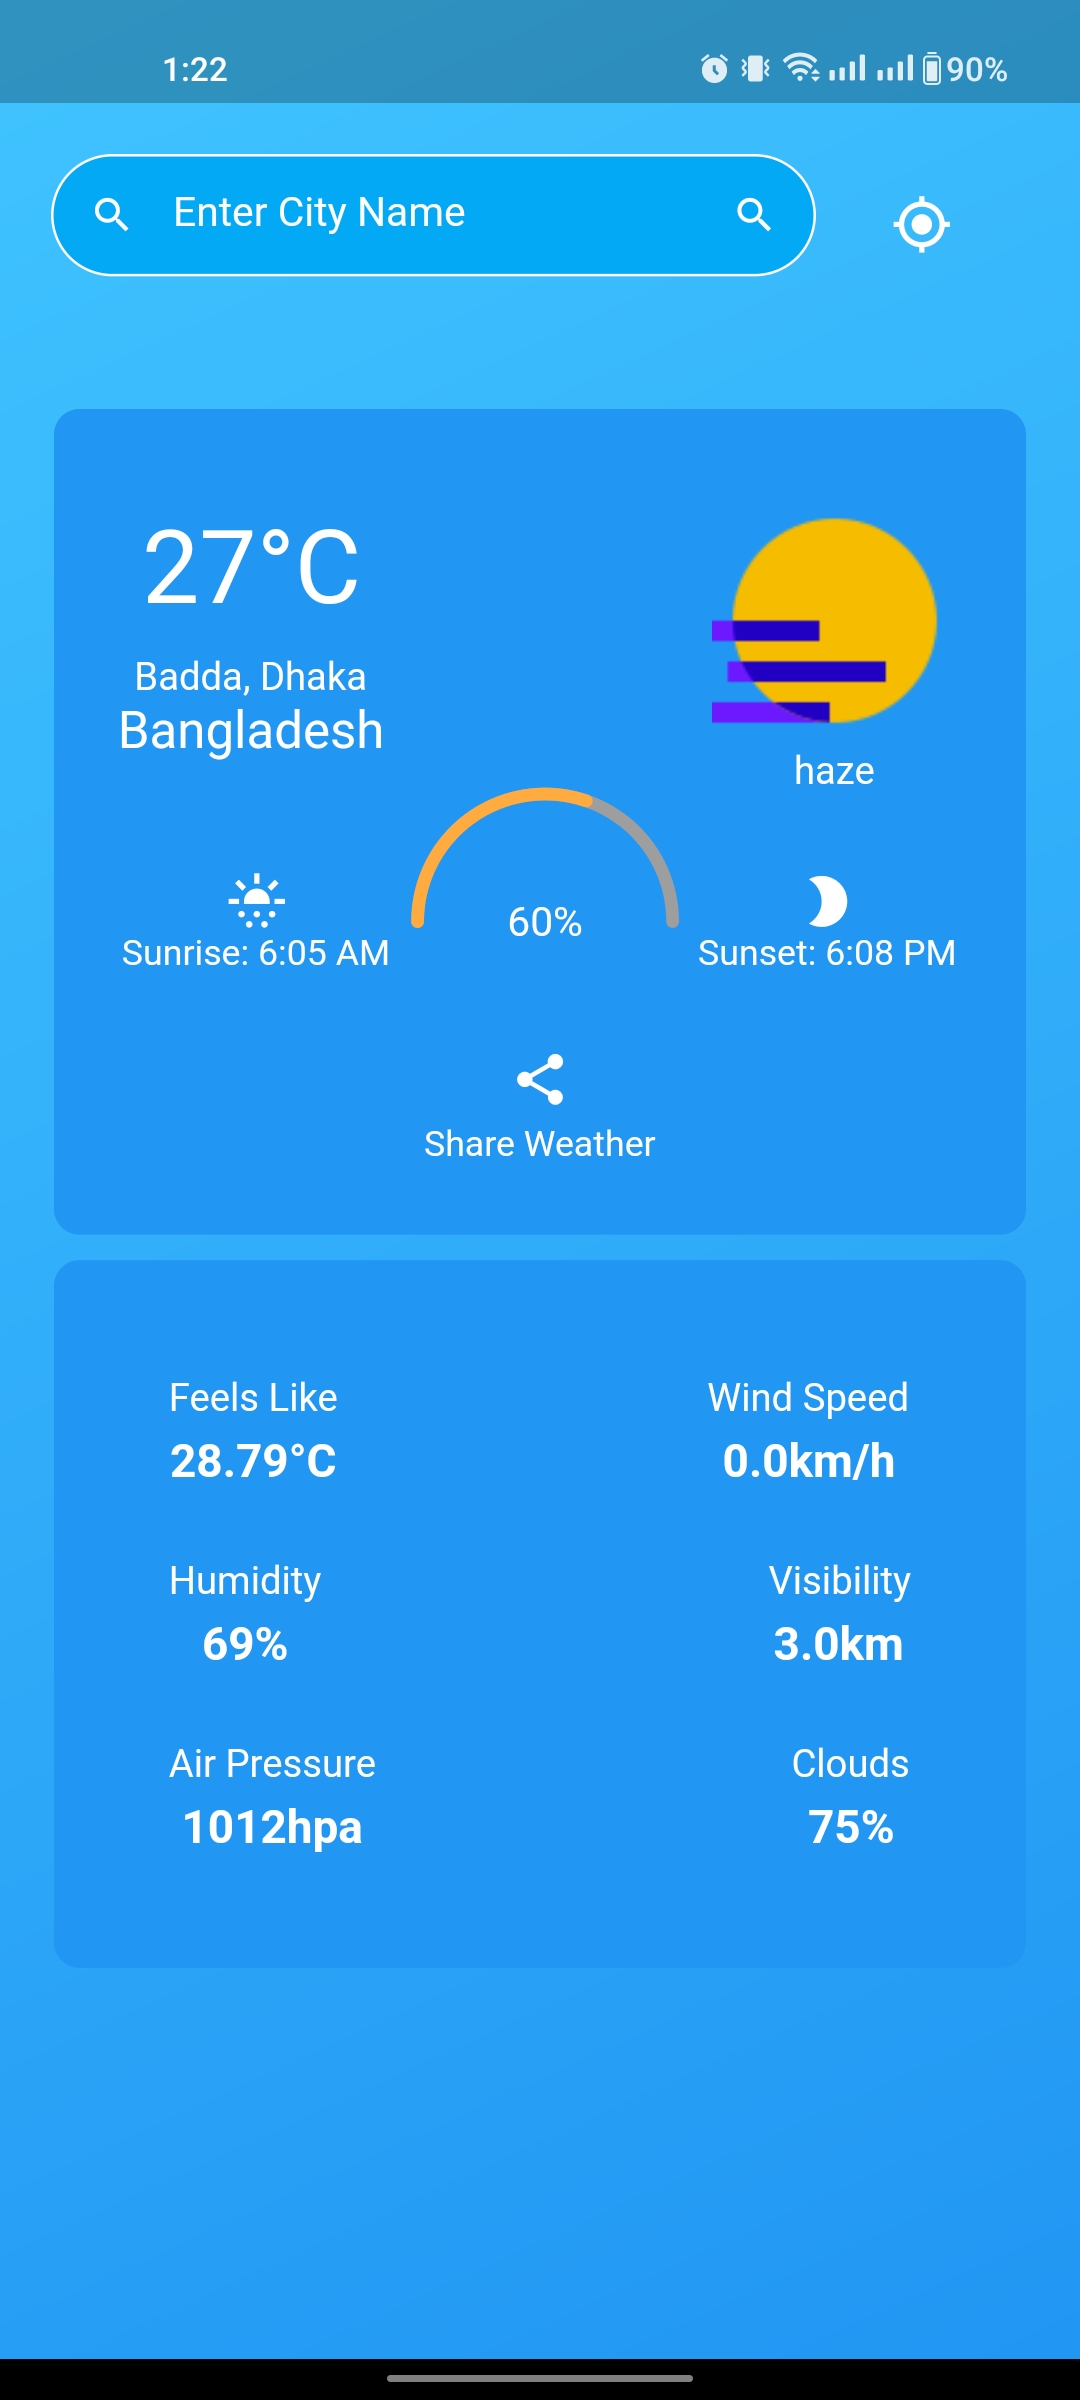 1:22
90%
Enter City Name
27°C
Badda, Dhaka
Bangladesh
haze
60%
Sunrise: 6:05 AM
Sunset: 6:08 PM
Share Weather
Feels Like
Wind Speed
28.79°C
0.0km/h
Humidity
Visibility
69%
3.0km
Air Pressure
Clouds
1012hpa
75%